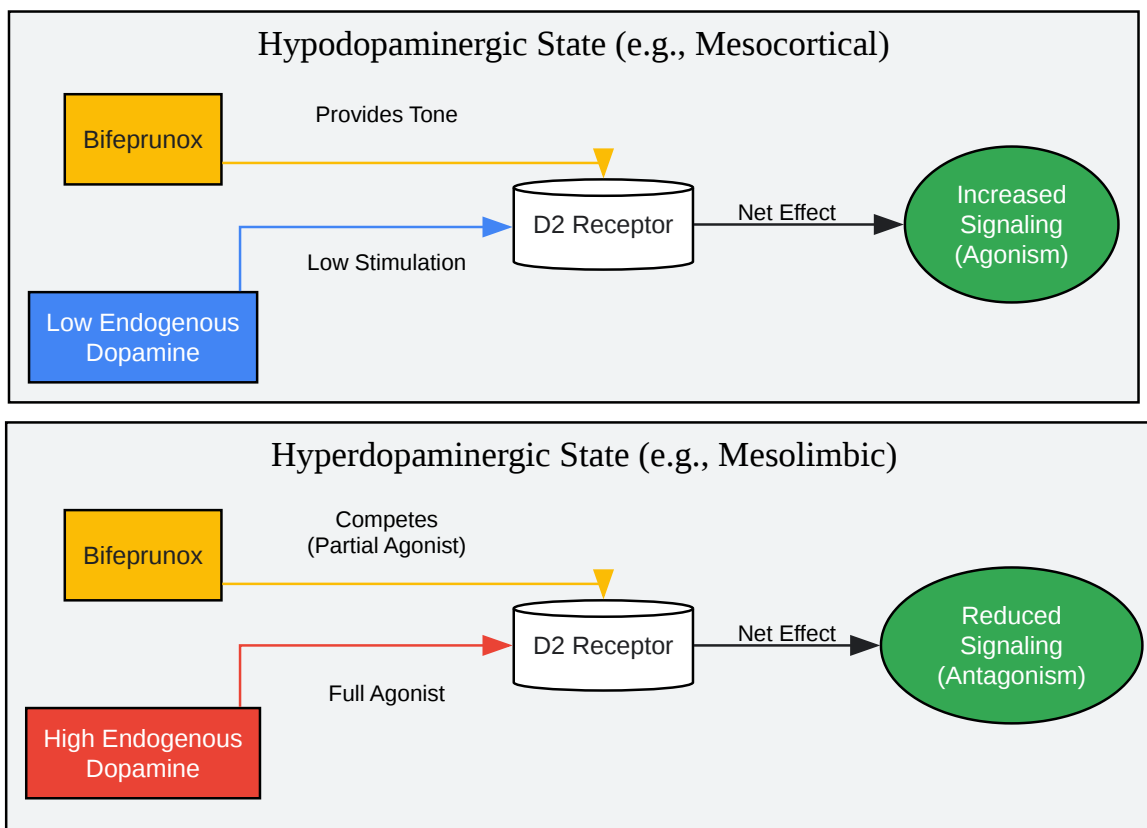 Hypodopaminergic State (e.g., Mesocortical)
Bifeprunox
Provides Tone
D2 Receptor
Net Effect
Increased
Signaling
(Agonism)
Low Stimulation
Low Endogenous
Dopamine
Hyperdopaminergic State (e.g., Mesolimbic)
Bifeprunox
Competes
(Partial Agonist)
D2 Receptor
Net Effect
Reduced
Signaling
(Antagonism)
Full Agonist
High Endogenous
Dopamine